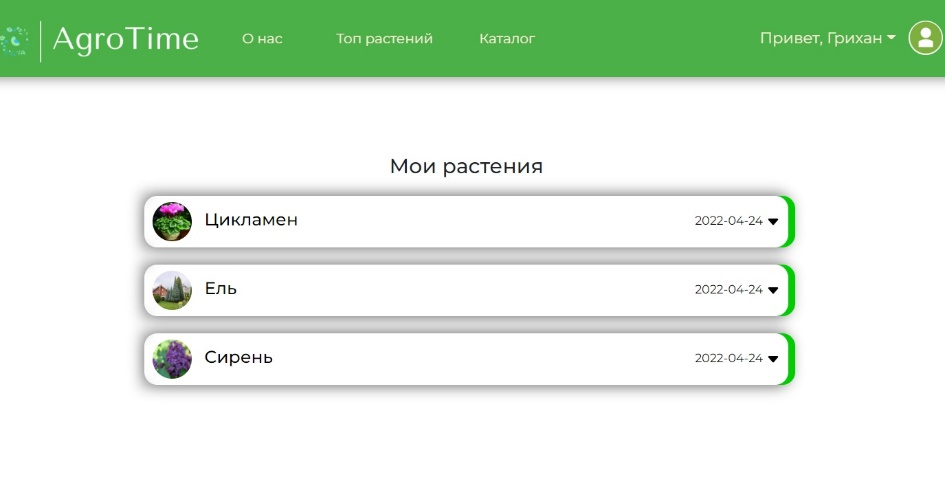 AgroTime О нас Топ растений Каталог Привет, Грихан
Мои растения
Цикламен 2022-04-24
Ель 2022-04-24
Сирень 2022-04-24